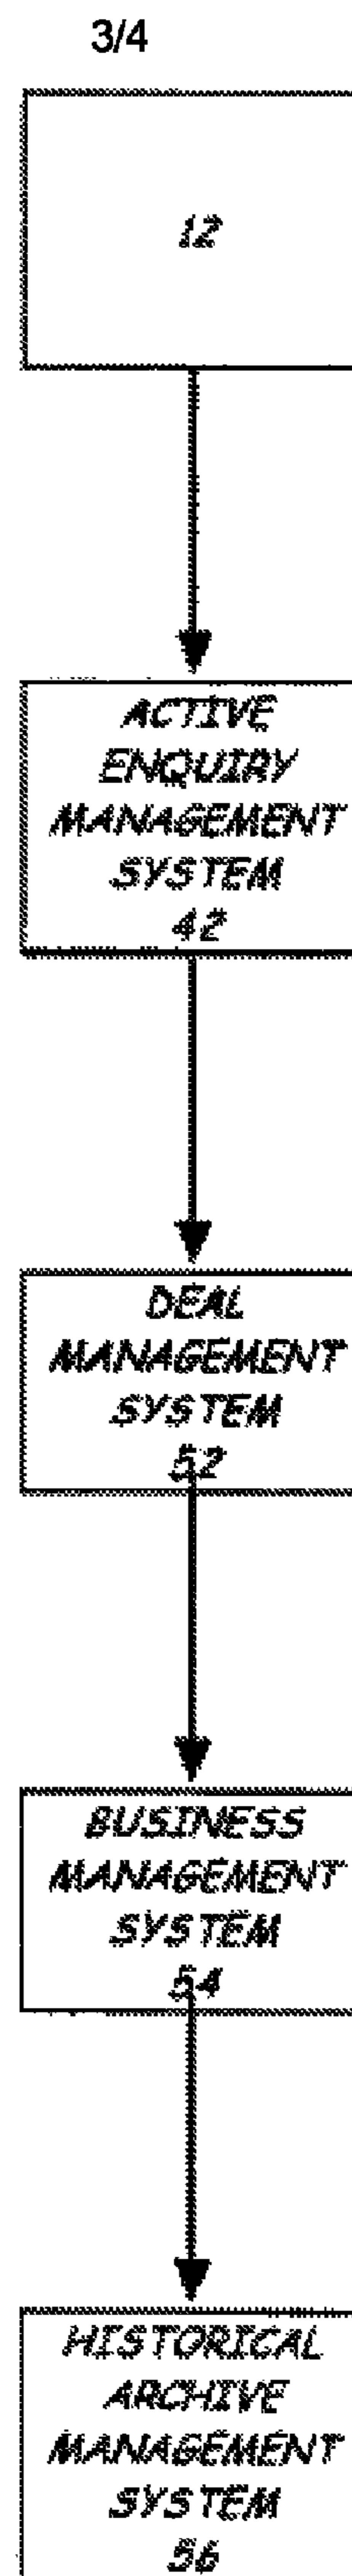 3/4
12
ACTIVE
ENQUIRY
MANAGEMENT
SYSTEM
42
DEAL
MANAGEMENT
SYSTEM
52
BUSINESS
MANAGEMENT
SYSTEM
54
HISTORICAL
ARCHIVE
MANAGEMENT
SYSTEM
56